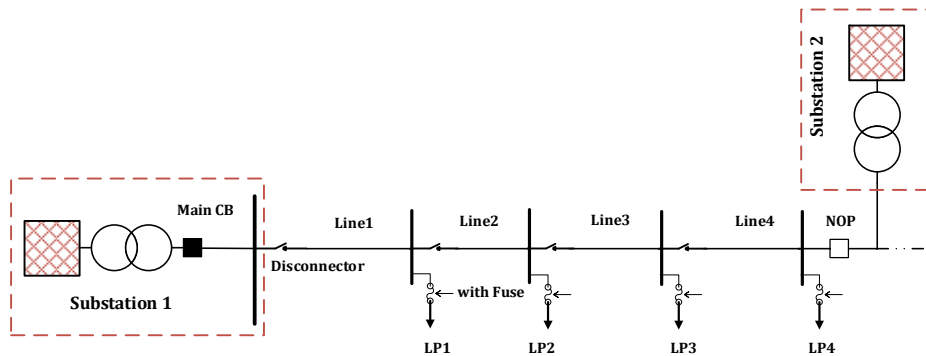 Substation 2
Main CB
Line1
Line2
Line3
Line4
NOP
Disconnector
Substation 1
with Fuse
LP1
LP2
LP3
LP4